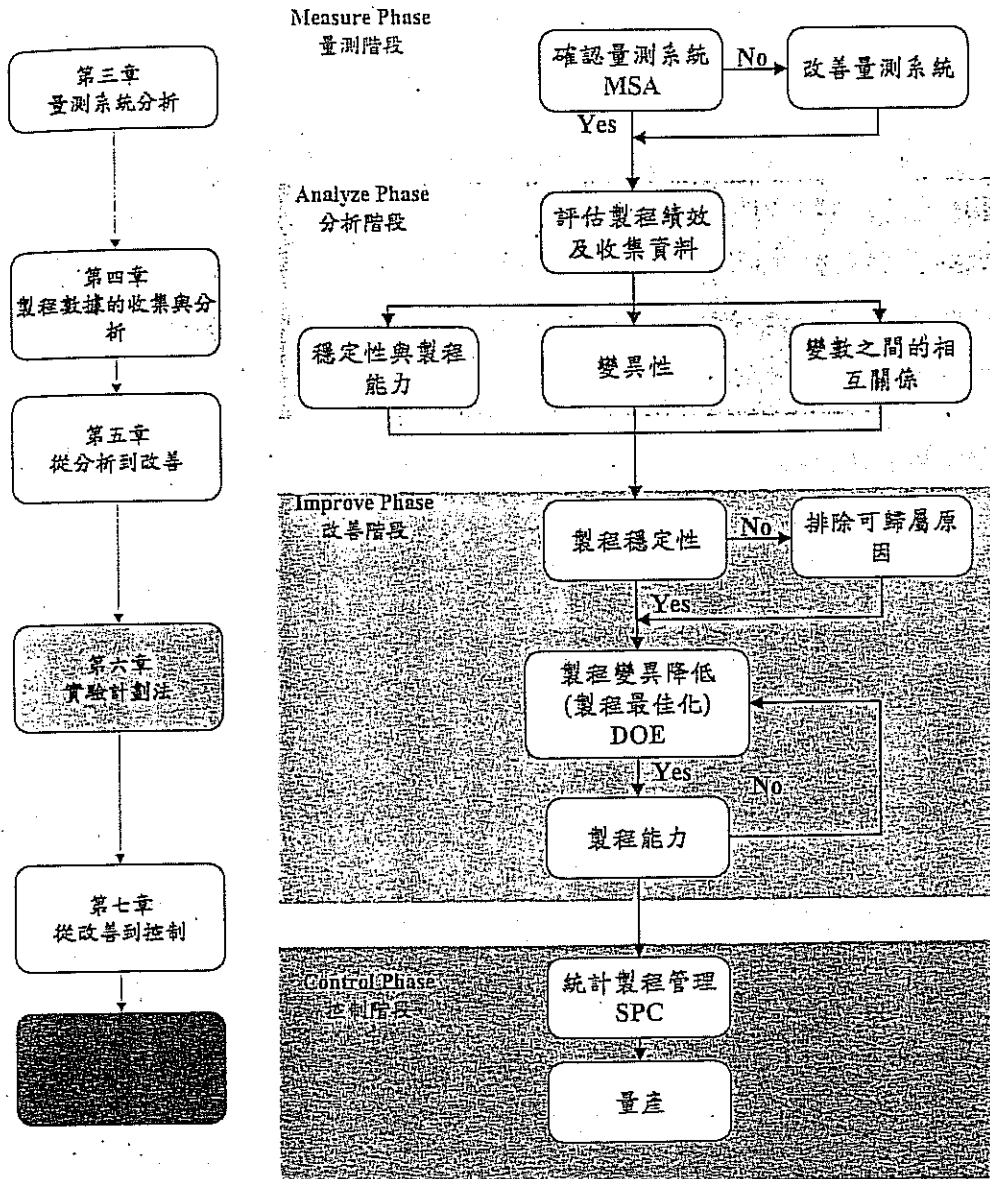 第三章
量測系統分析
第四章
製程數據的收集與分
析
第五章
從分析到改善
第六章
實驗計劃法
第七章
從改善到控制
Measure Phase
量測階段
確認量測系統
MSA
No
改善量測系統
Yes
Analyze Phase
分析階段
評估製程績效
及收集資料
穩定性與製程
能力
變異性
變數之間的相
互關係
Improve Phase
改善階段
製程穩定性
No
排除可歸屬原
因
Yes
製程變異降低
(製程最佳化)
DOE
Yes
No
製程能力
Control Phase
控制階段
統計製程管理
SPC
量產